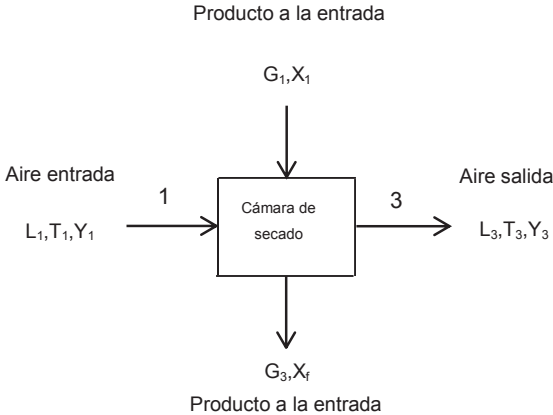 Producto a la entrada
G₁,X₁
Aire entrada
1
L₁,T₁,Y₁
Cámara de
secado
3
Aire salida
L₃,T₃,Y₃
G₃,X_f
Producto a la entrada